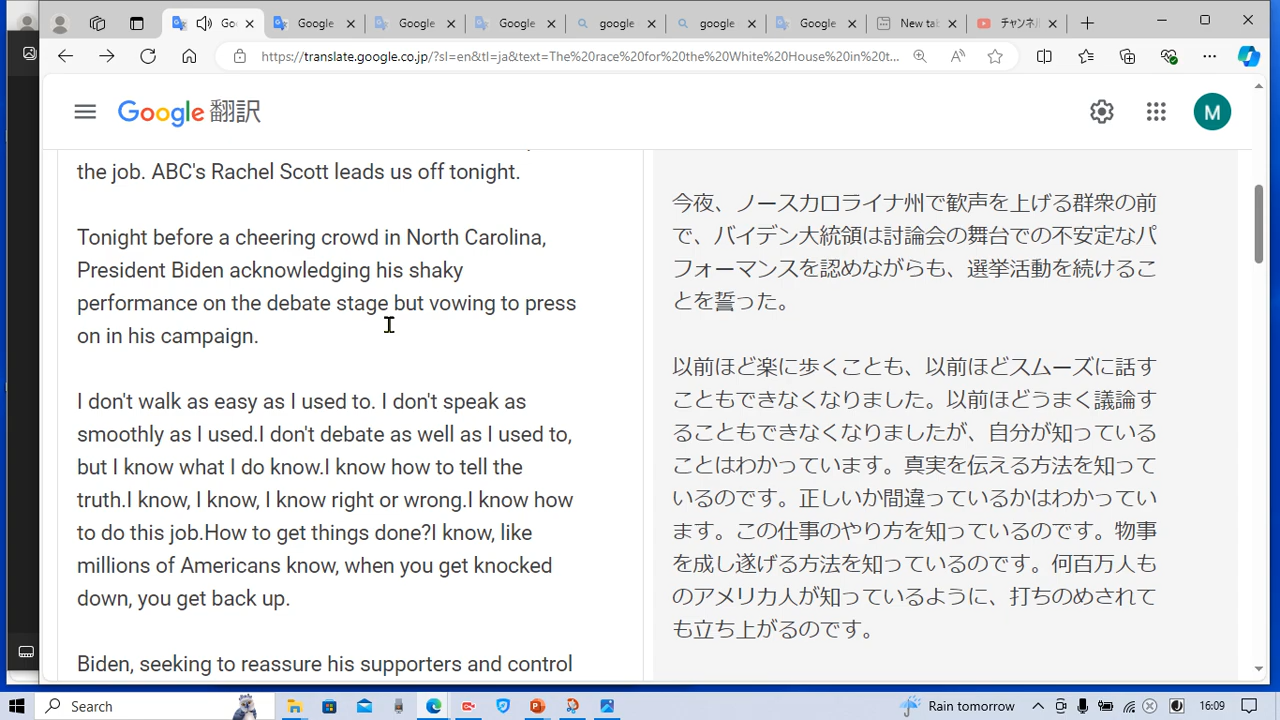 Go
Google
Google
Google
google
google
Google
New tab
チャンネル
https://translate.google.co.jp/?sl=en&tl=ja&text=The%20race%20for%20the%20White%20House%20in%20t...
Google 翻訳
M
the job. ABC's Rachel Scott leads us off tonight.
Tonight before a cheering crowd in North Carolina,
President Biden acknowledging his shaky
performance on the debate stage but vowing to press
on in his campaign.
I don't walk as easy as I used to. I don't speak as
smoothly as I used.I don't debate as well as I used to,
but I know what I do know.I know how to tell the
truth.I know, I know, I know right or wrong.I know how
to do this job.How to get things done?I know, like
millions of Americans know, when you get knocked
down, you get back up.
Biden, seeking to reassure his supporters and control
今夜、ノースカロライナ州で歓声を上げる群衆の前
で、バイデン大統領は討論会の舞台での不安定なパ
フォーマンスを認めながらも、選挙活動を続けるこ
とを誓った。
以前ほど楽に歩くことも、以前ほどスムーズに話す
こともできなくなりました。以前ほどうまく議論す
ることもできなくなりましたが、自分が知っている
ことはわかっています。真実を伝える方法を知って
いるのです。正しいか間違っているかはわかってい
ます。この仕事のやり方を知っているのです。物事
を成し遂げる方法を知っているのです。何百万人も
のアメリカ人が知っているように、打ちのめされて
も立ち上がるのです。
Search
Rain tomorrow
16:09